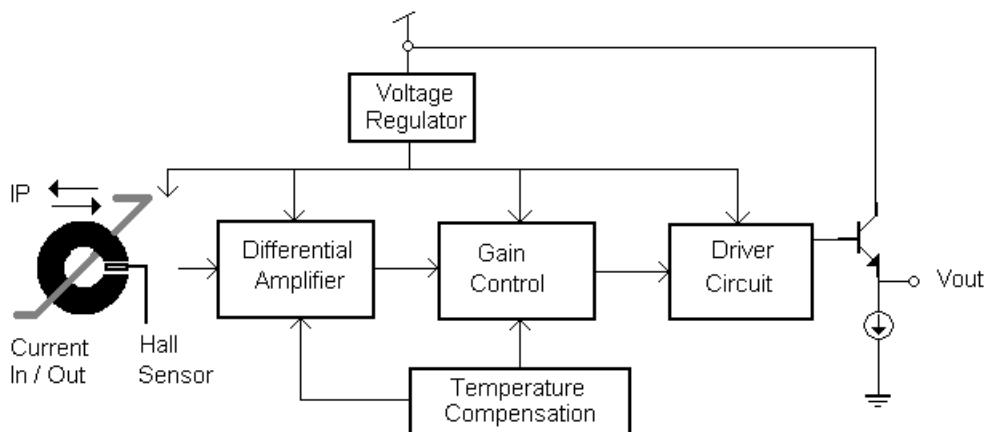 Voltage
Regulator
IP
Differential
Amplifier
Gain
Control
Driver
Circuit
Vout
Current
In / Out
Hall
Sensor
Temperature
Compensation